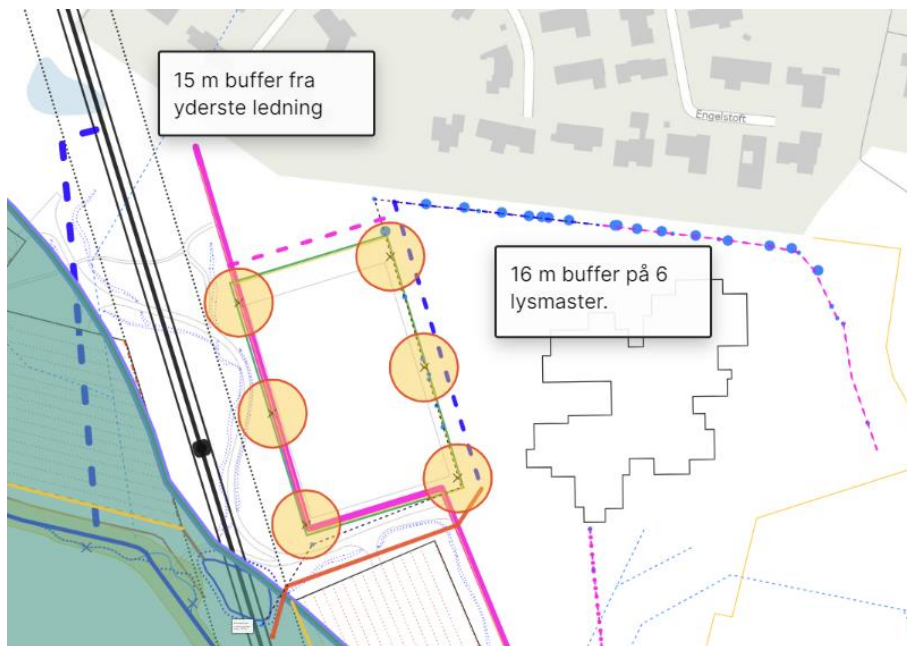 15 m buffer fra
yderste ledning
Engelstoft
16 m buffer på 6
lysmaster.